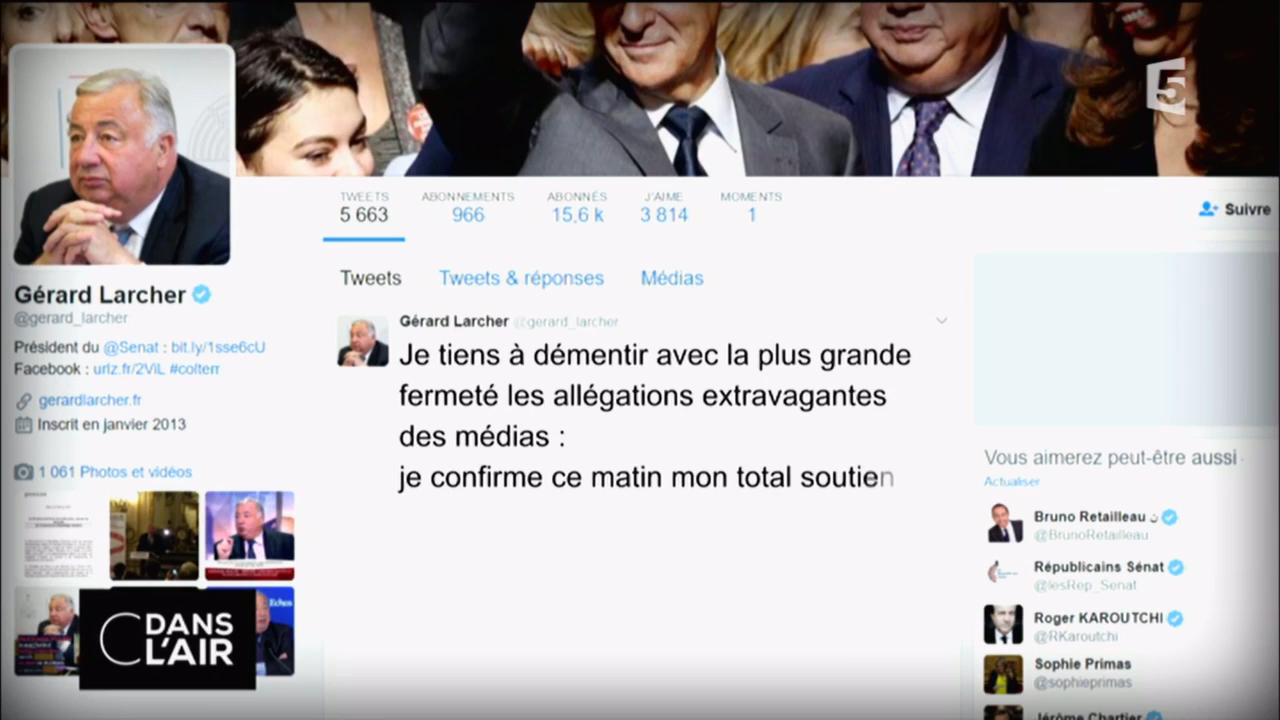 5
TWEETS ABONNEMENTS ABONNÉS J'AIME MOMENTS
5 663 966 15,6 k 3 814 1
Suivre
Tweets Tweets & réponses Médias
Gérard Larcher
@gerard_larcher
Président du @Senat : bit.ly/1sse6cU
Facebook : urlz.fr/2ViL #colterr
gerardlarcher.fr
Inscrit en janvier 2013
1 061 Photos et vidéos
Echos
C DANS
L'AIR
Gérard Larcher @gerard_larcher
Je tiens à démentir avec la plus grande
fermeté les allégations extravagantes
des médias :
je confirme ce matin mon total soutien
Vous aimerez peut-être aussi ·
Actualiser
Bruno Retailleau ن
@BrunoRetailleau
Républicains Sénat
@lesRep_Senat
Roger KAROUTCHI
@RKaroutchi
Sophie Primas
@sophieprimas
Jérôme Chartier